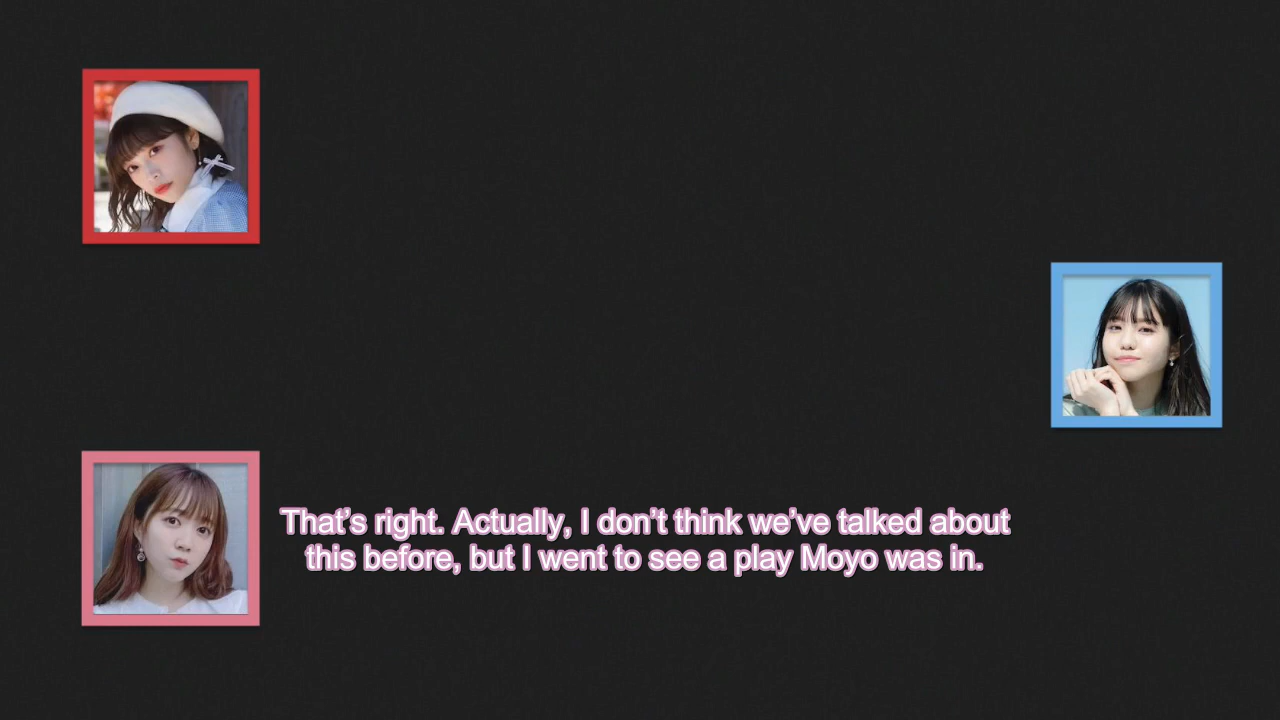 That’s right. Actually, I don’t think we’ve talked about
this before, but I went to see a play Moyo was in.